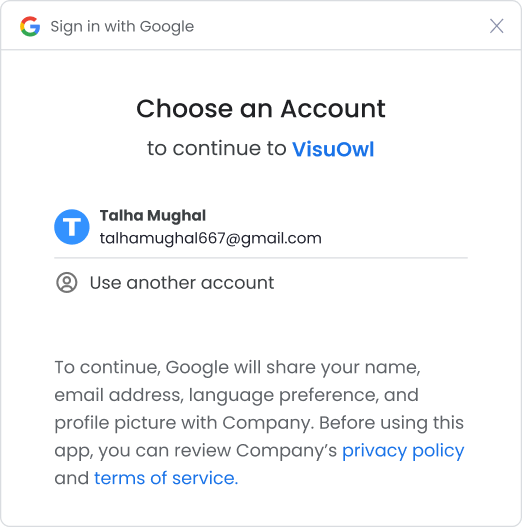 Sign in with Google
Choose an Account
to continue to VisuOwl
T
Talha Mughal
talhamughal667@gmail.com
Use another account
To continue, Google will share your name,
email address, language preference, and
profile picture with Company. Before using this
app, you can review Company’s privacy policy
and terms of service.